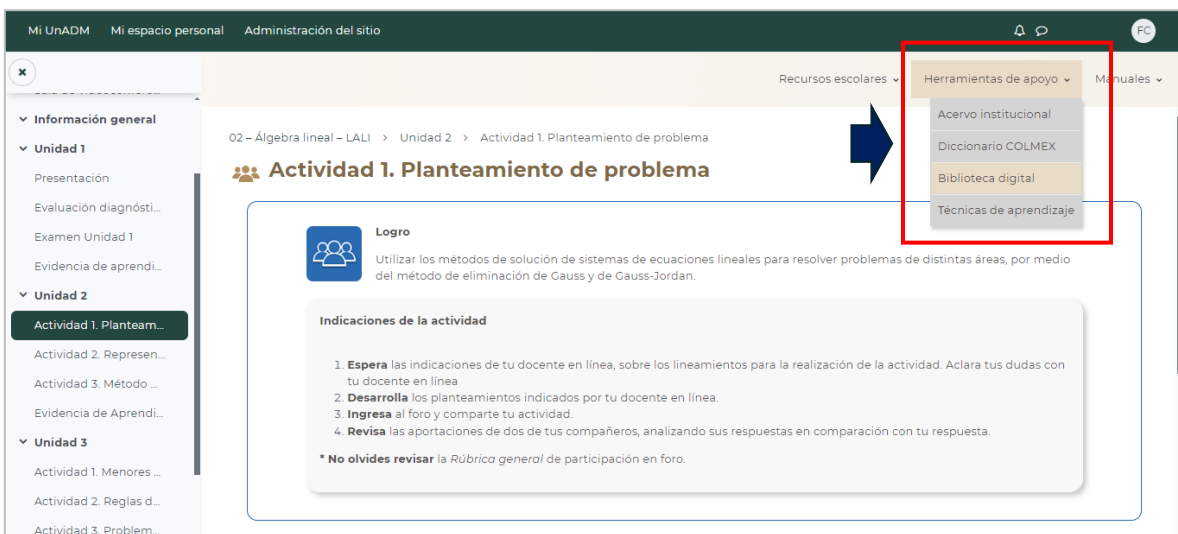 Mi UnADM Mi espacio personal Administración del sitio FC
Recursos escolares Herramientas de apoyo Manuales
Acervo institucional
Diccionario COLMEX
Biblioteca digital
Técnicas de aprendizaje
Información general
Unidad 1
Presentación
Evaluación diagnósti...
Examen Unidad 1
Evidencia de aprendi...
Unidad 2
Actividad 1. Planteam...
Actividad 2. Represen...
Actividad 3. Método ...
Evidencia de Aprendi...
Unidad 3
Actividad 1. Menores ...
Actividad 2. Reglas d...
Actividad 3. Problem...
02 – Álgebra lineal – LALI > Unidad 2 > Actividad 1. Planteamiento de problema
Actividad 1. Planteamiento de problema
Logro
Utilizar los métodos de solución de sistemas de ecuaciones lineales para resolver problemas de distintas áreas, por medio
del método de eliminación de Gauss y de Gauss-Jordan.
Indicaciones de la actividad
1. Espera las indicaciones de tu docente en línea, sobre los lineamientos para la realización de la actividad. Aclara tus dudas con
tu docente en línea
2. Desarrolla los planteamientos indicados por tu docente en línea.
3. Ingresa al foro y comparte tu actividad.
4. Revisa las aportaciones de dos de tus compañeros, analizando sus respuestas en comparación con tu respuesta.
* No olvides revisar la Rúbrica general de participación en foro.